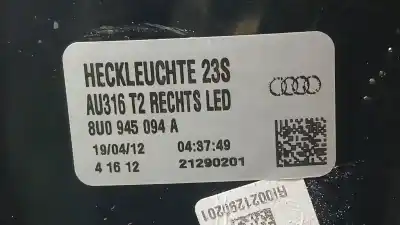 HECKLEUCHTE 23S
AU316 T2 RECHTS LED
8U0 945 094 A
19/04/12 04:37:49
4 16 12 21290201